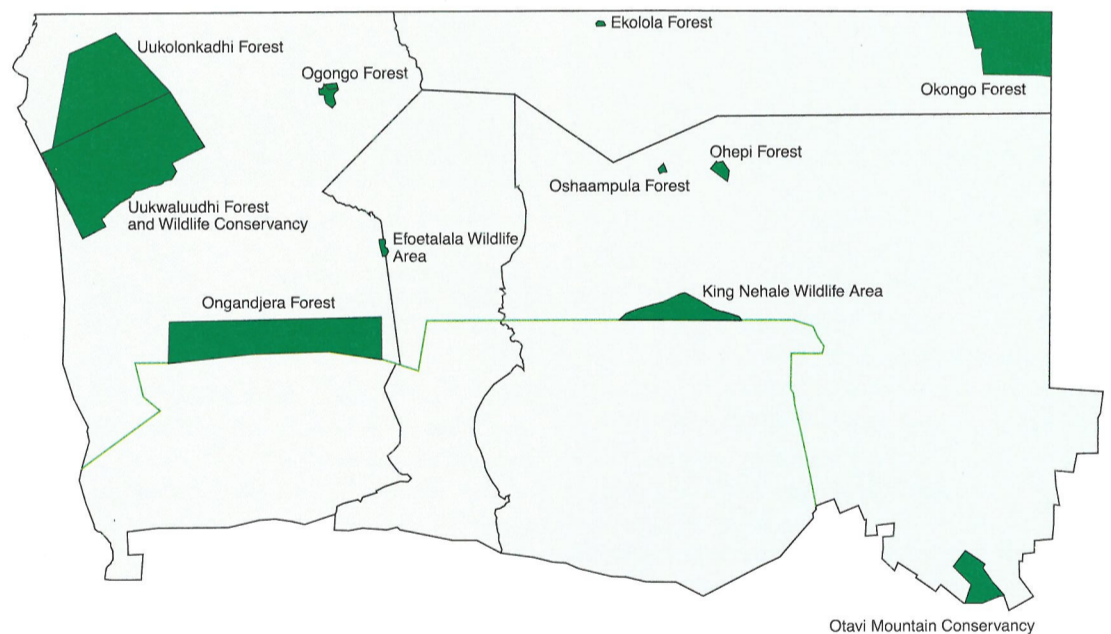 Ekolola Forest
Uukolonkadhi Forest
Ogongo Forest
Okongo Forest
Ohepi Forest
Oshaampula Forest
Uukwaluudhi Forest
and Wildlife Conservancy
Efoetalala Wildlife
Area
King Nehale Wildlife Area
Ongandjera Forest
Otavi Mountain Conservancy